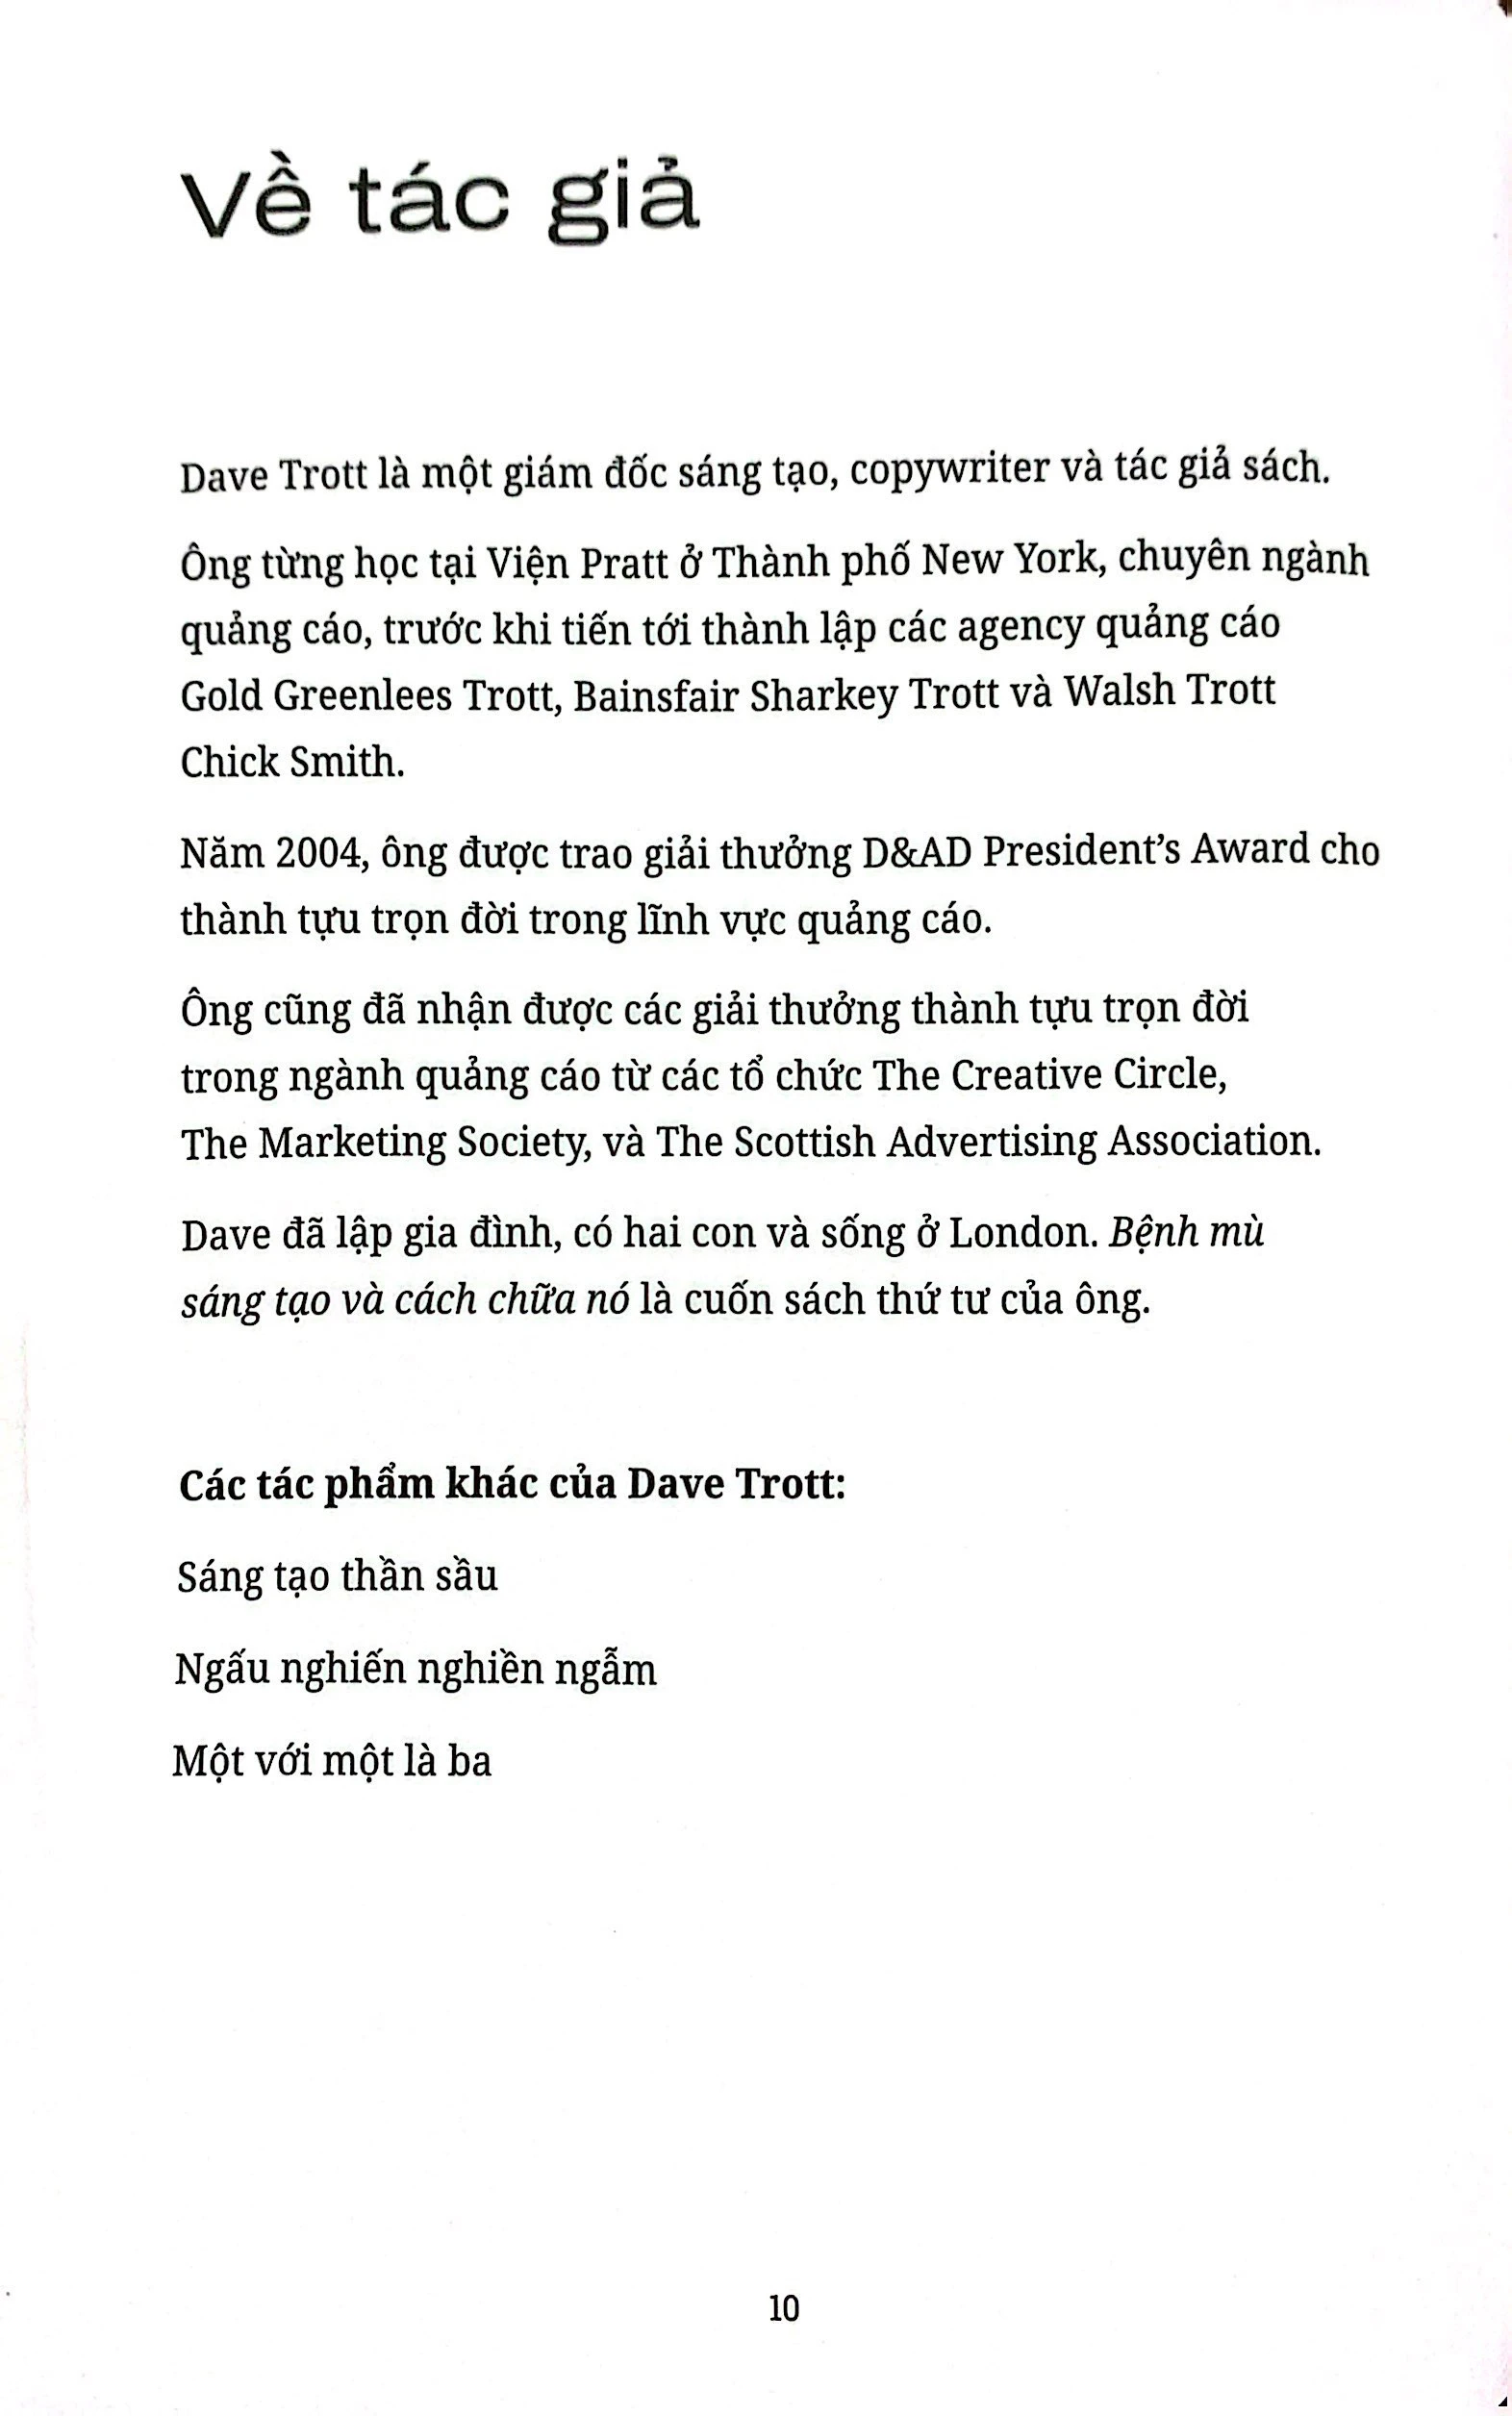 Về tác giả
Dave Trott là một giám đốc sáng tạo, copywriter và tác giả sách.
Ông từng học tại Viện Pratt ở Thành phố New York, chuyên ngành
quảng cáo, trước khi tiến tới thành lập các agency quảng cáo
Gold Greenlees Trott, Bainsfair Sharkey Trott và Walsh Trott
Chick Smith.
Năm 2004, ông được trao giải thưởng D&AD President’s Award cho
thành tựu trọn đời trong lĩnh vực quảng cáo.
Ông cũng đã nhận được các giải thưởng thành tựu trọn đời
trong ngành quảng cáo từ các tổ chức The Creative Circle,
The Marketing Society, và The Scottish Advertising Association.
Dave đã lập gia đình, có hai con và sống ở London. Bệnh mù
sáng tạo và cách chữa nó là cuốn sách thứ tư của ông.
Các tác phẩm khác của Dave Trott:
Sáng tạo thần sầu
Ngấu nghiến nghiền ngẫm
Một với một là ba
10